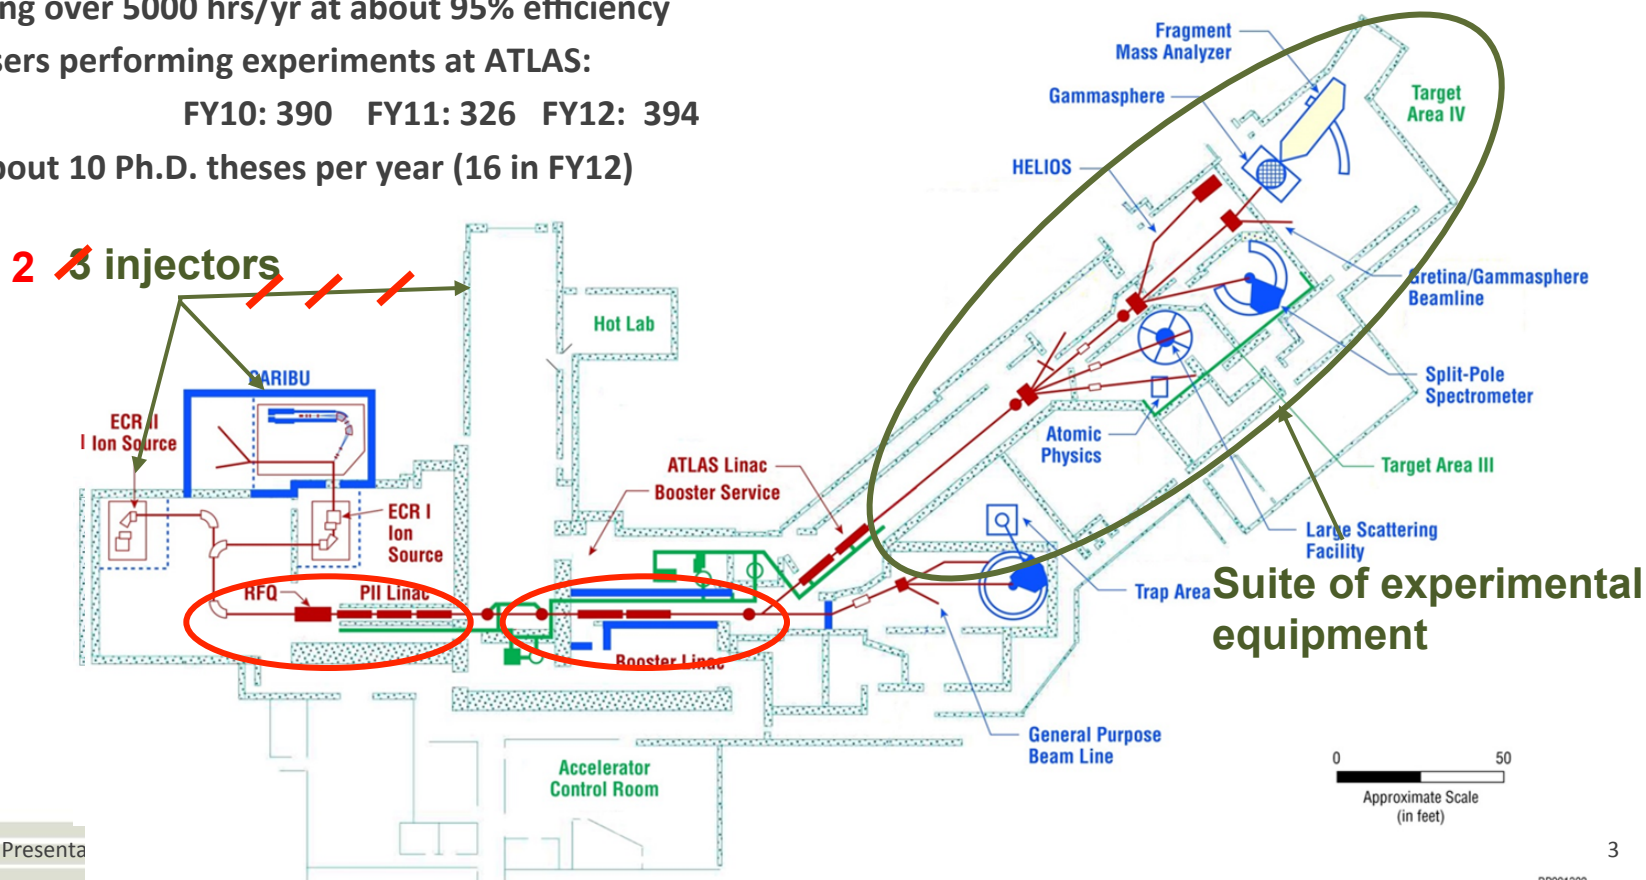 ing over 5000 hrs/yr at about 95% efficiency
sers performing experiments at ATLAS:
FY10: 390 FY11: 326 FY12: 394
bout 10 Ph.D. theses per year (16 in FY12)
2 3 injectors
Fragment
Mass Analyzer
Gammasphere
Target
Area IV
HELIOS
Gretina/Gammasphere
Beamline
Hot Lab
CARIBU
Split-Pole
Spectrometer
ECR II
Ion Source
Atomic
Physics
ATLAS Linac
Booster Service
Target Area III
ECR I
Ion
Source
Large Scattering
Facility
RFQ
PII Linac
Trap Area
Suite of experimental
equipment
Booster Linac
General Purpose
Beam Line
Accelerator
Control Room
0 50
Approximate Scale
(in feet)
Presenta
3